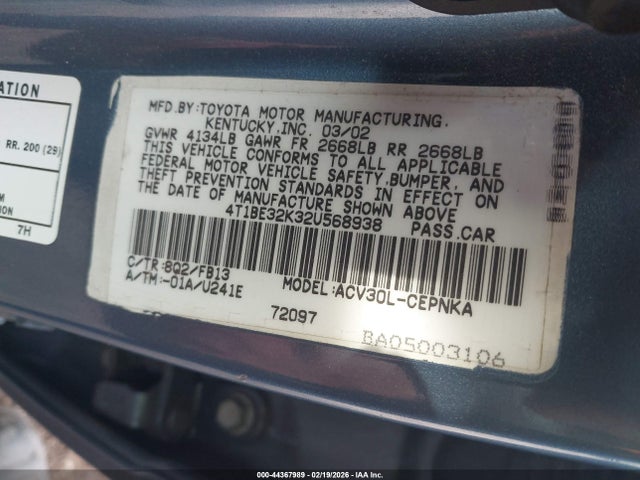 ATION
RR. 200 (29)
M
ESSION
7H
MFD.BY:TOYOTA MOTOR MANUFACTURING.
KENTUCKY,INC. 03/02
GVWR 4134LB GAWR FR 2668LB RR 2668LB
THIS VEHICLE CONFORMS TO ALL APPLICABLE
FEDERAL MOTOR VEHICLE SAFETY,BUMPER, AND
THEFT PREVENTION STANDARDS IN EFFECT ON
THE DATE OF MANUFACTURE SHOWN ABOVE
4T1BE32K32U568938 PASS.CAR
C/TR:8Q2/FB13 MODEL:ACV30L-CEPNKA
A/TM:-01A/U241E
72097
BA05003106
000-44367989 - 02/19/2026 - IAA Inc.